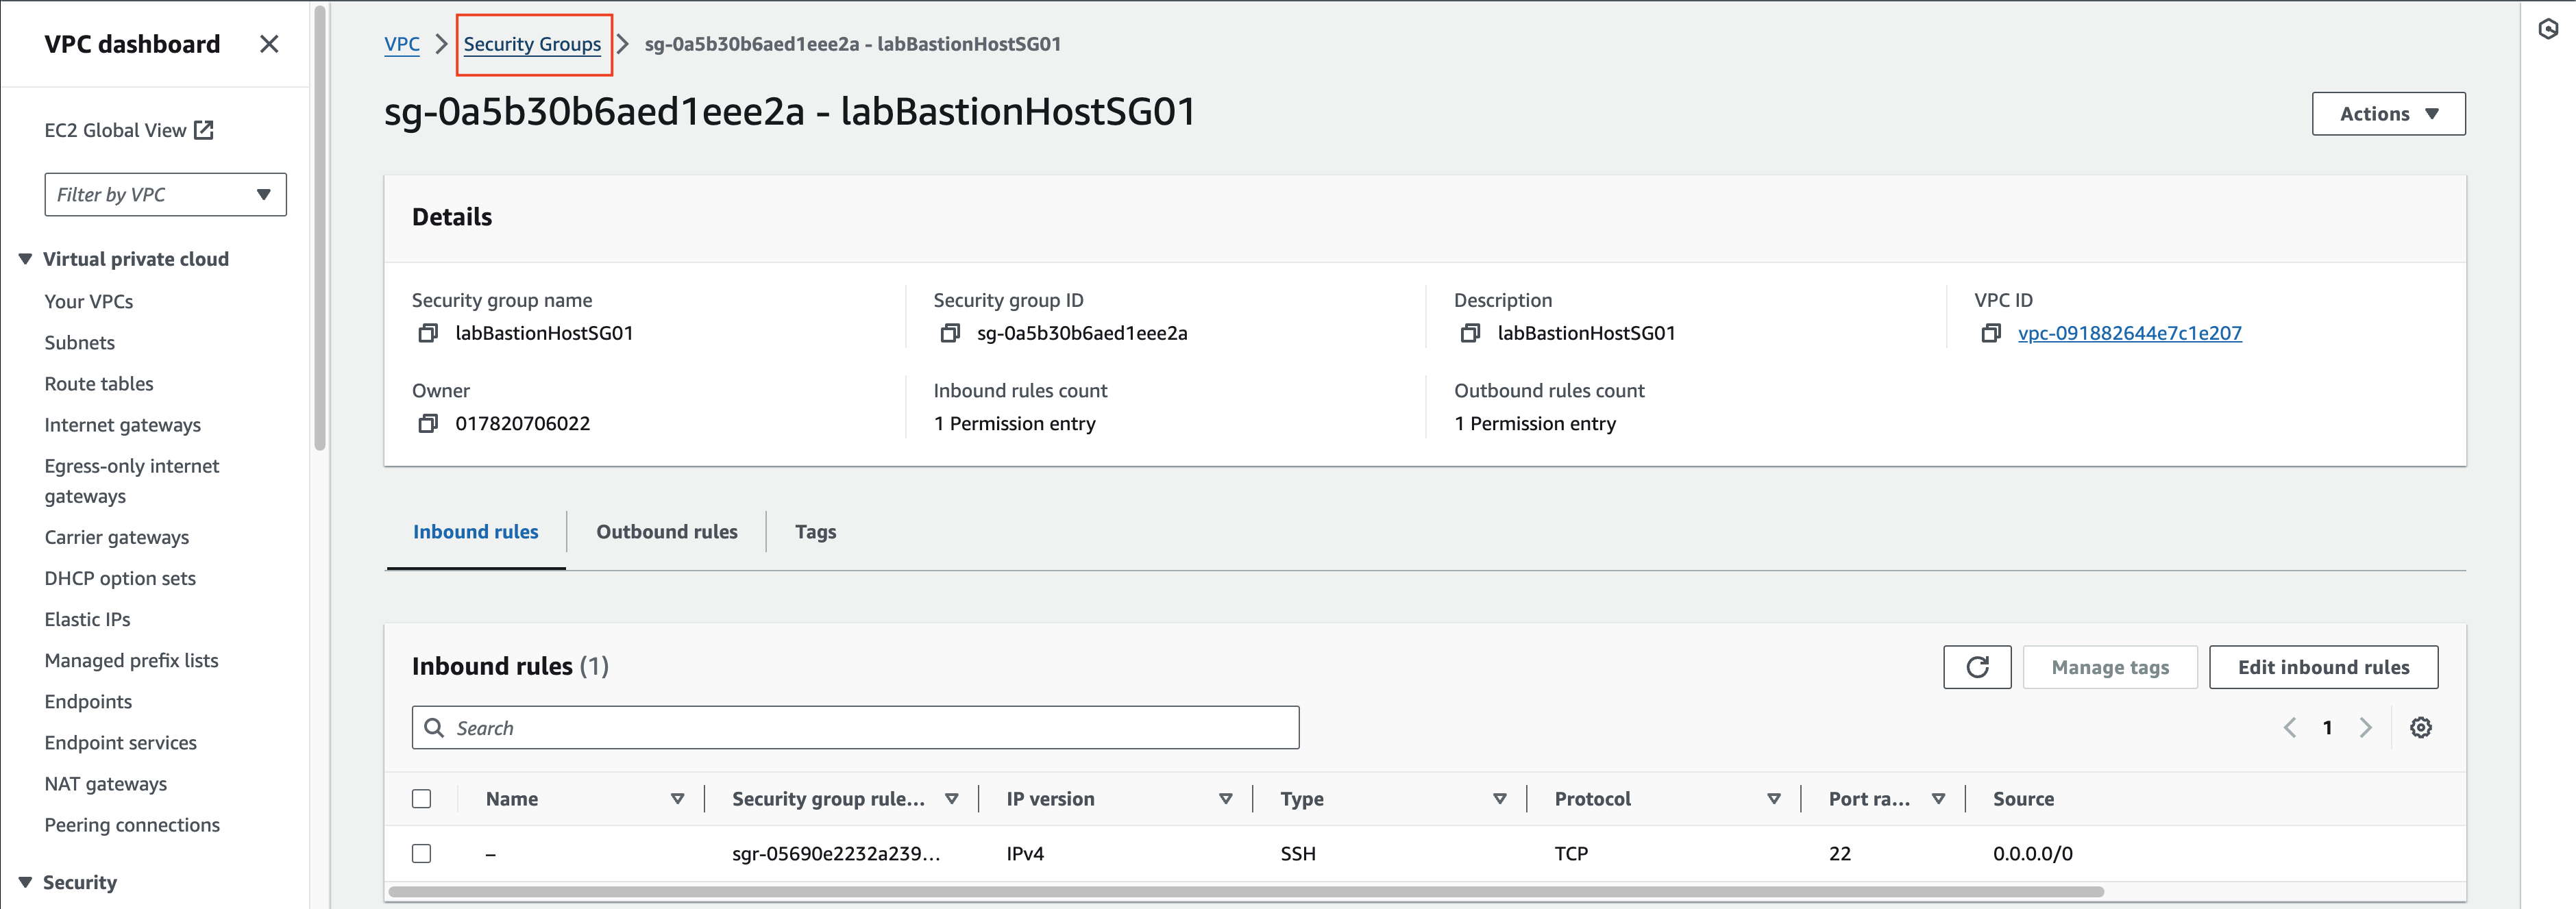 VPC dashboard
EC2 Global View
Filter by VPC
Virtual private cloud
Your VPCs
Subnets
Route tables
Internet gateways
Egress-only internet
gateways
Carrier gateways
DHCP option sets
Elastic IPs
Managed prefix lists
Endpoints
Endpoint services
NAT gateways
Peering connections
Security
VPC Security Groups sg-0a5b30b6aed1eee2a - labBastionHostSG01
sg-0a5b30b6aed1eee2a - labBastionHostSG01
Actions
Details
Security group name
labBastionHostSG01
Security group ID
sg-0a5b30b6aed1eee2a
Description
labBastionHostSG01
VPC ID
vpc-091882644e7c1e207
Owner
017820706022
Inbound rules count
1 Permission entry
Outbound rules count
1 Permission entry
Inbound rules Outbound rules Tags
Inbound rules (1)
Manage tags Edit inbound rules
Search
1
Name Security group rule... IP version Type Protocol Port ra... Source
– sgr-05690e2232a239... IPv4 SSH TCP 22 0.0.0.0/0